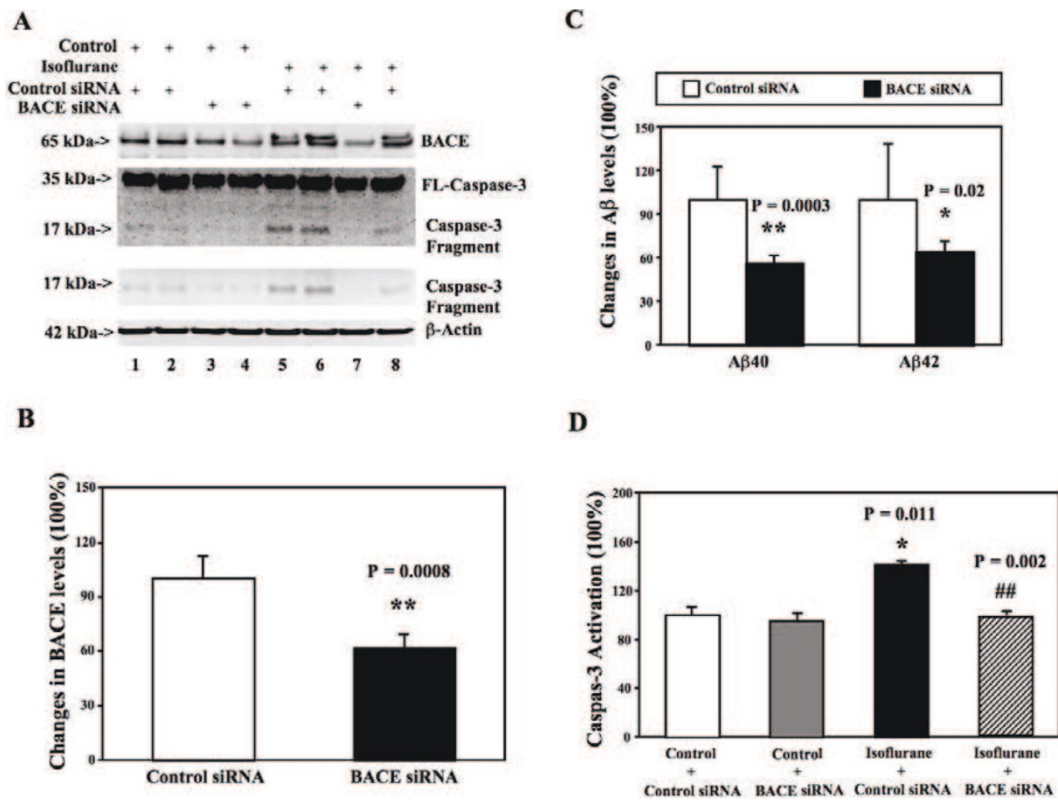 A
Control + + + +
Isoflurane + + + +
Control siRNA + + + + +
BACE siRNA + + +
65 kDa-> BACE
35 kDa-> FL-Caspase-3
17 kDa-> Caspase-3
Fragment
17 kDa-> Caspase-3
Fragment
42 kDa-> β-Actin
1 2 3 4 5 6 7 8
C
Control siRNA BACE siRNA
Changes in Aβ levels (100%)
150
120
90
60
30
0
P = 0.0003
**
P = 0.02
*
Aβ40 Aβ42
B
Changes in BACE levels (100%)
150
120
90
60
30
0
P = 0.0008
**
Control siRNA BACE siRNA
D
Caspas-3 Activation (100%)
200
160
120
80
40
0
P = 0.011
*
P = 0.002
##
Control Control Isoflurane Isoflurane
+ + + +
Control siRNA BACE siRNA Control siRNA BACE siRNA